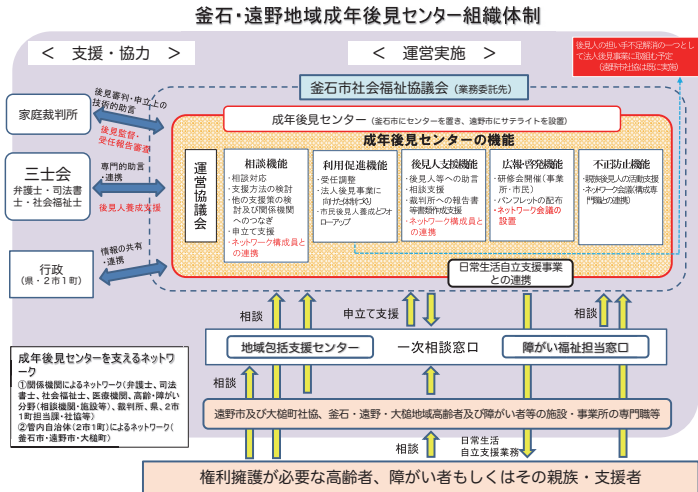 釜石・遠野地域成年後見センター組織体制
＜ 支援・協力 ＞
＜ 運営実施 ＞
後見人の担い手不足解消の一つとし
て法人後見事業に取組む予定
（遠野市社協は既に実施）
釜石市社会福祉協議会（業務委託先）
家庭裁判所
後見審判・申立上の
技術的助言
後見監督・
受任報告審査
三士会
弁護士・司法書
士・社会福祉士
専門的助言
・連携
後見人養成支援
行政
（県・２市１町）
情報の共有
・連携
成年後見センター（釜石市にセンターを置き、遠野市にサテライトを設置）
成年後見センターの機能
運営協議会
相談機能
・相談対応
・支援方法の検討
・他の支援策の検
討及び関係機関
へのつなぎ
・申立て支援
・ネットワーク構成員と
の連携
利用促進機能
・受任調整
・法人後見事業に
向けた体制づくり
・市民後見人養成とフォ
ローアップ
後見人支援機能
・後見人等への助言
・相談支援
・裁判所への報告書
等書類作成支援
・ネットワーク構成員と
の連携
広報・啓発機能
・研修会開催（事業
所・市民）
・パンフレットの配布
・ネットワーク会議の
設置
不正防止機能
・親族後見人の活動支援
・ネットワーク会議（構成専
門職との連携）
日常生活自立支援事業
との連携
相談
申立て支援
相談
地域包括支援センター
一次相談窓口
障がい福祉担当窓口
成年後見センターを支えるネットワ
ーク
①関係機関によるネットワーク（弁護士、司法
書士、社会福祉士、医療機関、高齢・障がい
分野（相談機関・施設等）、裁判所、県、２市
１町担当課・社協等）
②管内自治体（２市１町）によるネットワーク（
釜石市・遠野市・大槌町）
相談
相談
遠野市及び大槌町社協、釜石・遠野・大槌地域高齢者及び障がい者等の施設・事業所の専門職等
相談
日常生活
自立支援業務
権利擁護が必要な高齢者、障がい者もしくはその親族・支援者